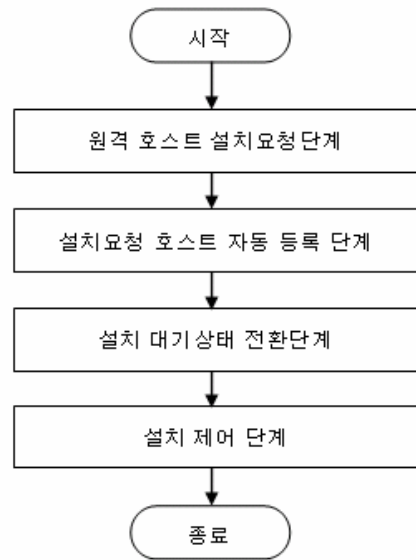 시작
원격 호스트 설치요청단계
설치요청 호스트 자동 등록 단계
설치 대기상태 전환단계
설치 제어 단계
종료